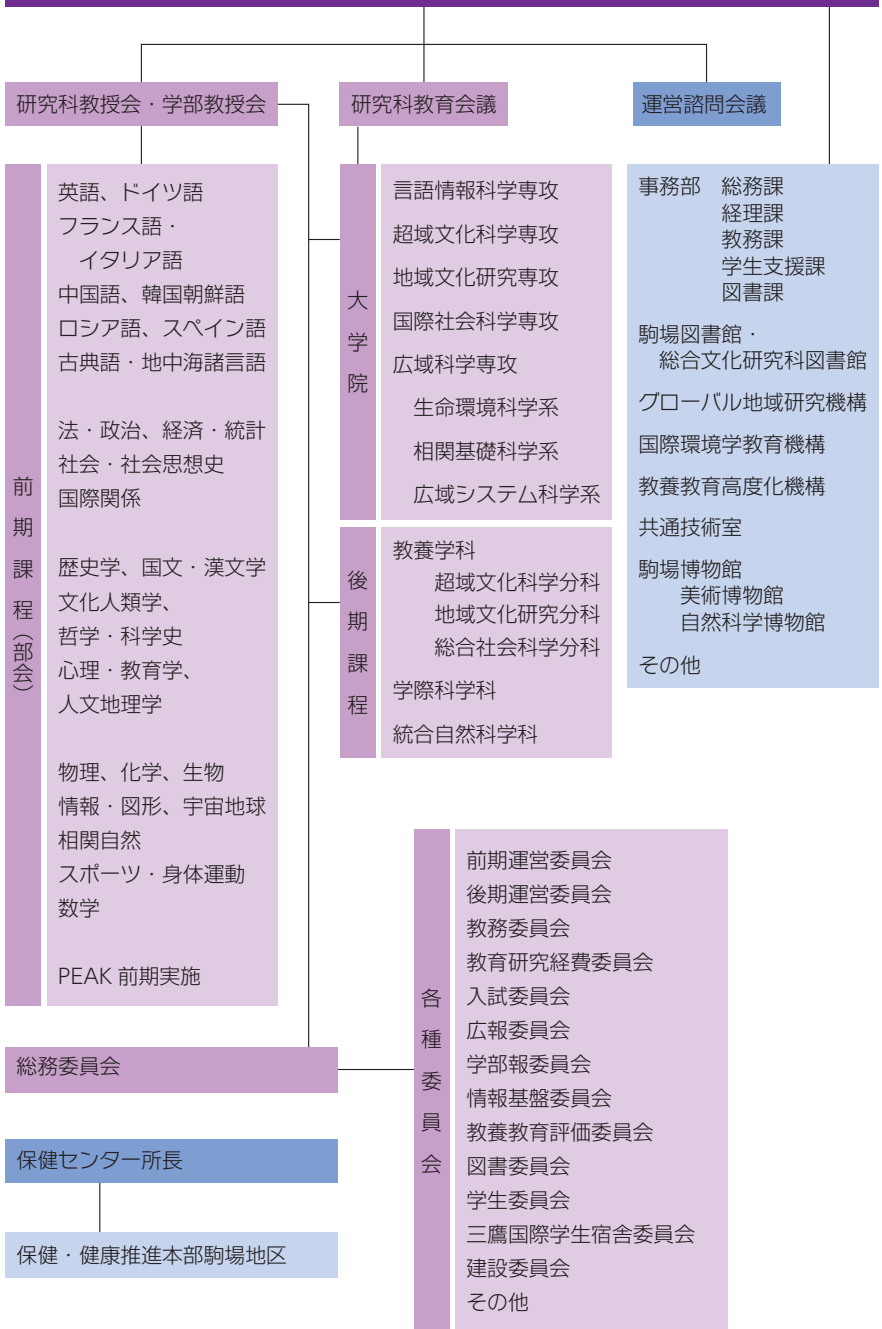 研究科教授会・学部教授会
研究科教育会議
運営諮問会議
前期課程(部会)
英語、ドイツ語
フランス語・
イタリア語
中国語、韓国朝鮮語
ロシア語、スペイン語
古典語・地中海諸言語
法・政治、経済・統計
社会・社会思想史
国際関係
歴史学、国文・漢文学
文化人類学、
哲学・科学史
心理・教育学、
人文地理学
物理、化学、生物
情報・図形、宇宙地球
相関自然
スポーツ・身体運動
数学
PEAK 前期実施
大学院
言語情報科学専攻
超域文化科学専攻
地域文化研究専攻
国際社会科学専攻
広域科学専攻
生命環境科学系
相関基礎科学系
広域システム科学系
後期課程
教養学科
超域文化科学分科
地域文化研究分科
総合社会科学分科
学際科学科
統合自然科学科
事務部 総務課
経理課
教務課
学生支援課
図書課
駒場図書館・
総合文化研究科図書館
グローバル地域研究機構
国際環境学教育機構
教養教育高度化機構
共通技術室
駒場博物館
美術博物館
自然科学博物館
その他
総務委員会
各種委員会
前期運営委員会
後期運営委員会
教務委員会
教育研究経費委員会
入試委員会
広報委員会
学部報委員会
情報基盤委員会
教養教育評価委員会
図書委員会
学生委員会
三鷹国際学生宿舎委員会
建設委員会
その他
保健センター所長
保健・健康推進本部駒場地区